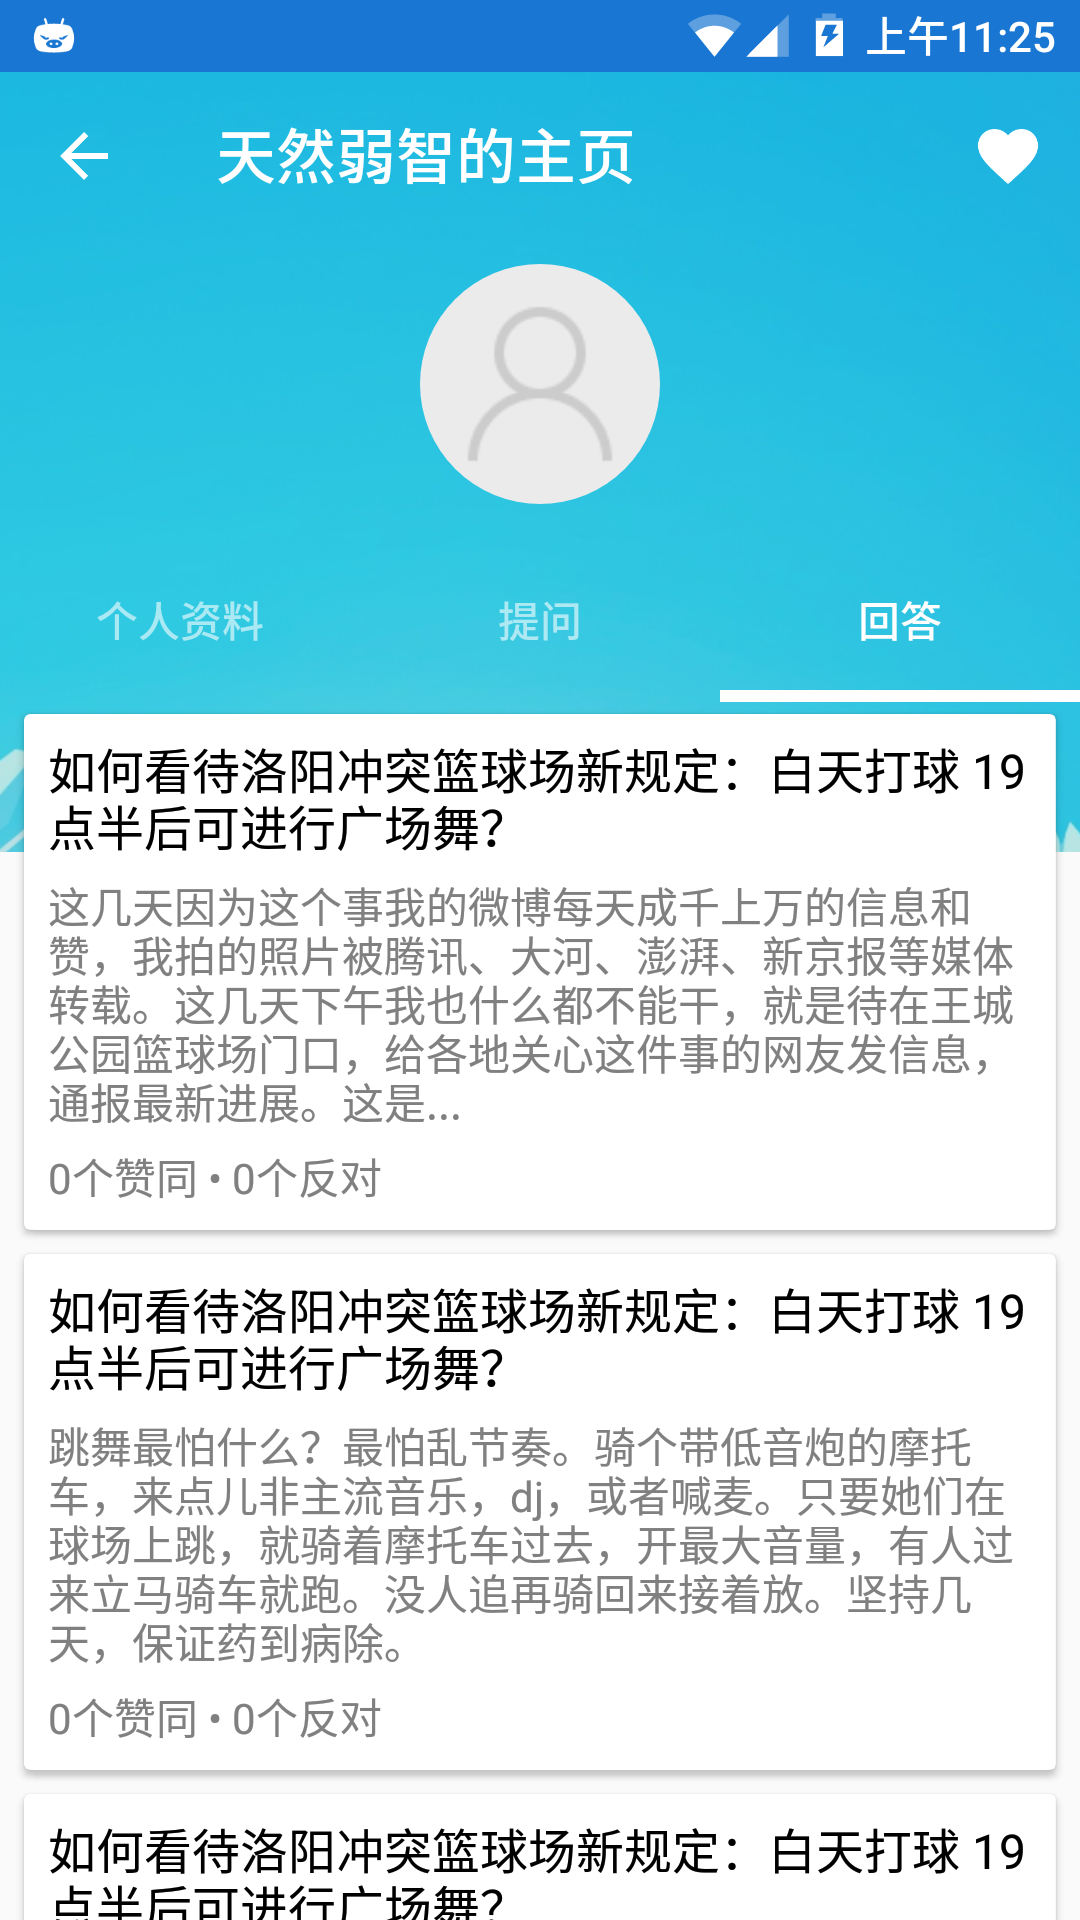 上午11:25
天然弱智的主页
个人资料
提问
回答
如何看待洛阳冲突篮球场新规定：白天打球 19
点半后可进行广场舞？
这几天因为这个事我的微博每天成千上万的信息和
赞，我拍的照片被腾讯、大河、澎湃、新京报等媒体
转载。这几天下午我也什么都不能干，就是待在王城
公园篮球场门口，给各地关心这件事的网友发信息，
通报最新进展。这是...
0个赞同 • 0个反对
如何看待洛阳冲突篮球场新规定：白天打球 19
点半后可进行广场舞？
跳舞最怕什么？最怕乱节奏。骑个带低音炮的摩托
车，来点儿非主流音乐，dj，或者喊麦。只要她们在
球场上跳，就骑着摩托车过去，开最大音量，有人过
来立马骑车就跑。没人追再骑回来接着放。坚持几
天，保证药到病除。
0个赞同 • 0个反对
如何看待洛阳冲突篮球场新规定：白天打球 19
点半后可进行广场舞？